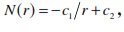 N(r) = −c₁/r + c₂,